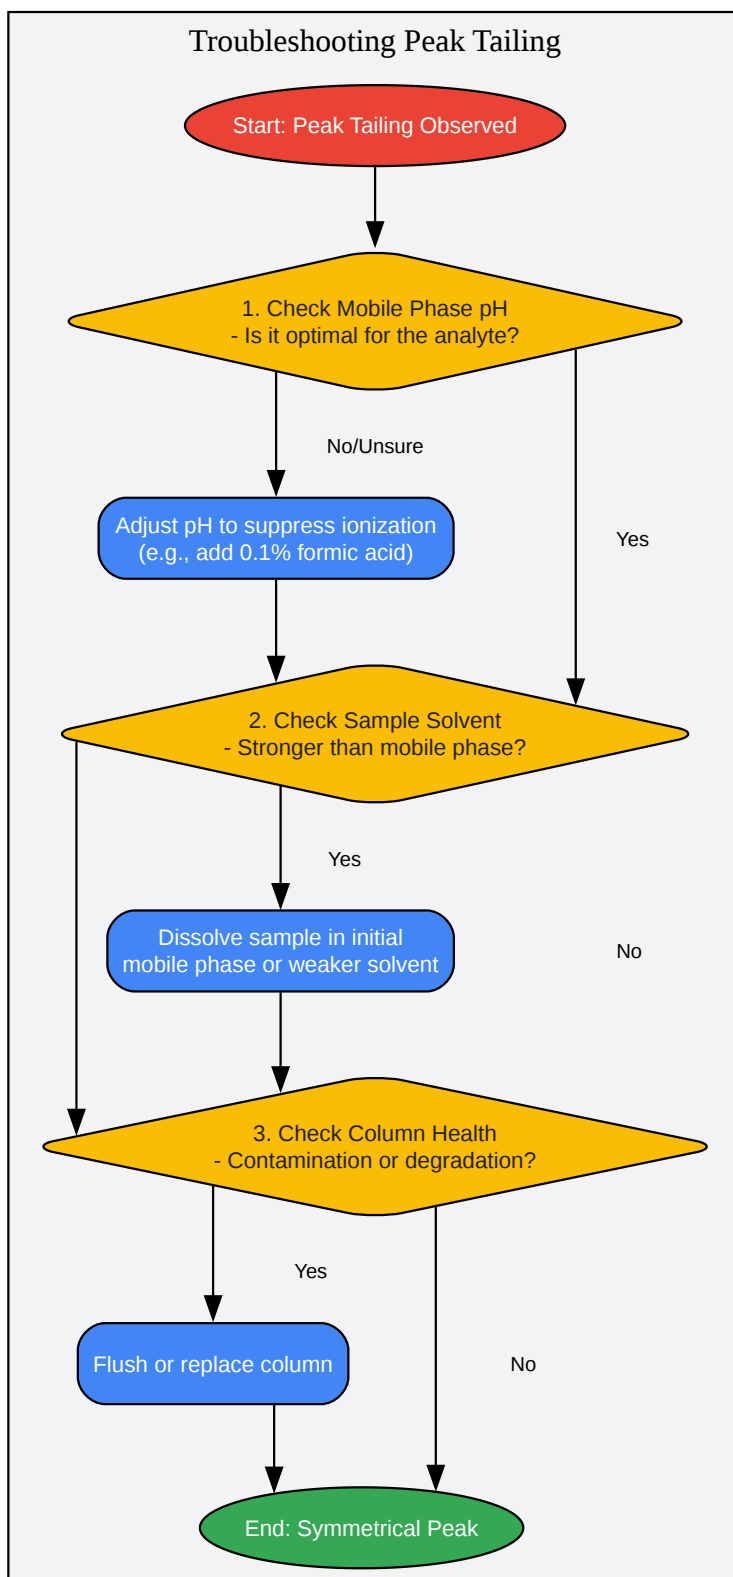 Troubleshooting Peak Tailing
Start: Peak Tailing Observed
1. Check Mobile Phase pH
- Is it optimal for the analyte?
No/Unsure
Adjust pH to suppress ionization
(e.g., add 0.1% formic acid)
Yes
2. Check Sample Solvent
- Stronger than mobile phase?
Yes
Dissolve sample in initial
mobile phase or weaker solvent
No
3. Check Column Health
- Contamination or degradation?
Yes
Flush or replace column
No
End: Symmetrical Peak